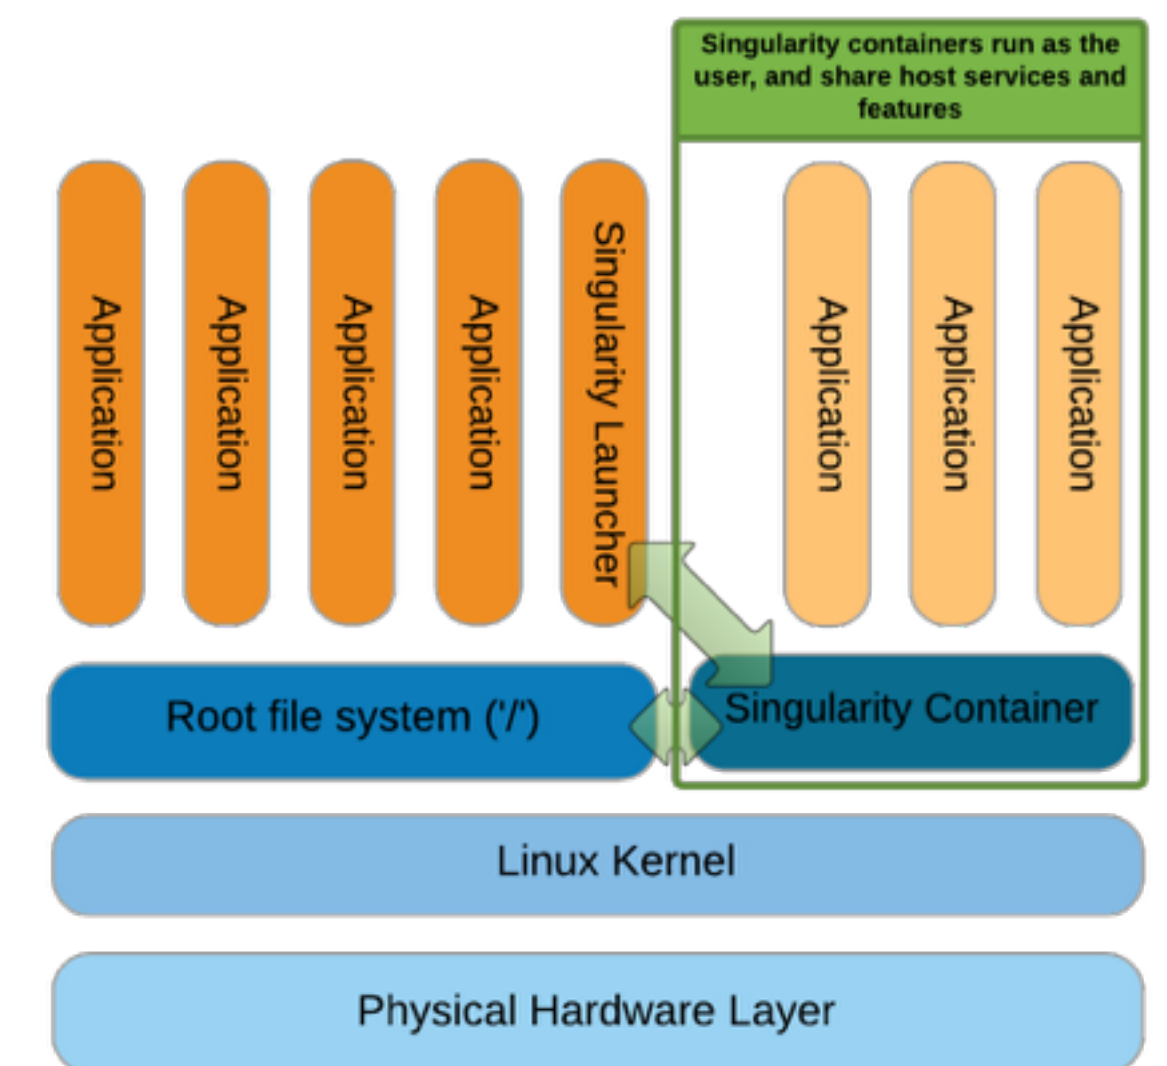 Singularity containers run as the
user, and share host services and
features
Application
Application
Application
Application
Singularity Launcher
Application
Application
Application
Root file system ('/')
Singularity Container
Linux Kernel
Physical Hardware Layer